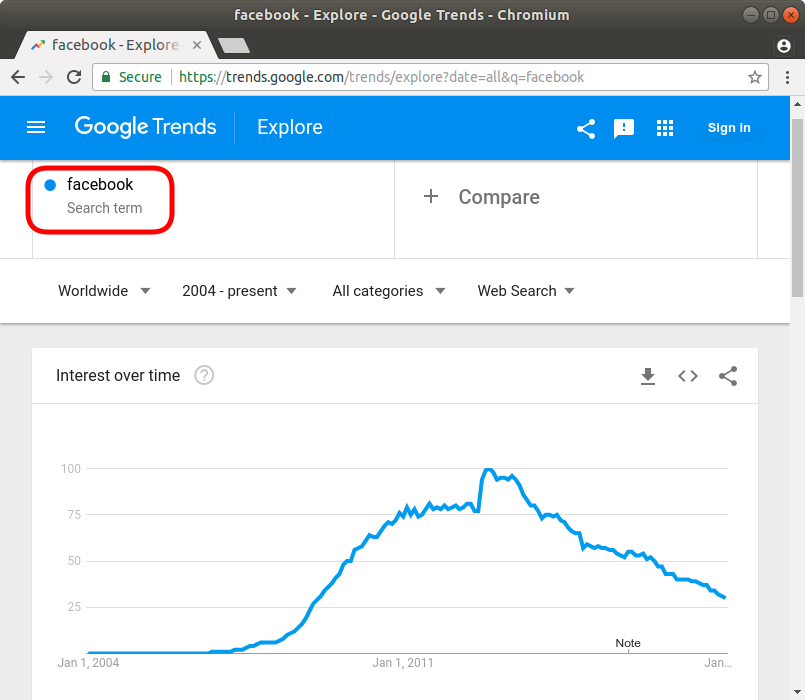 facebook - Explore - Google Trends - Chromium
facebook - Explore
Secure https://trends.google.com/trends/explore?date=all&q=facebook
Google Trends Explore Sign in
facebook
Search term
+ Compare
Worldwide 2004 - present All categories Web Search
Interest over time ?
100
75
50
25
Note
Jan 1, 2004 Jan 1, 2011 Jan...